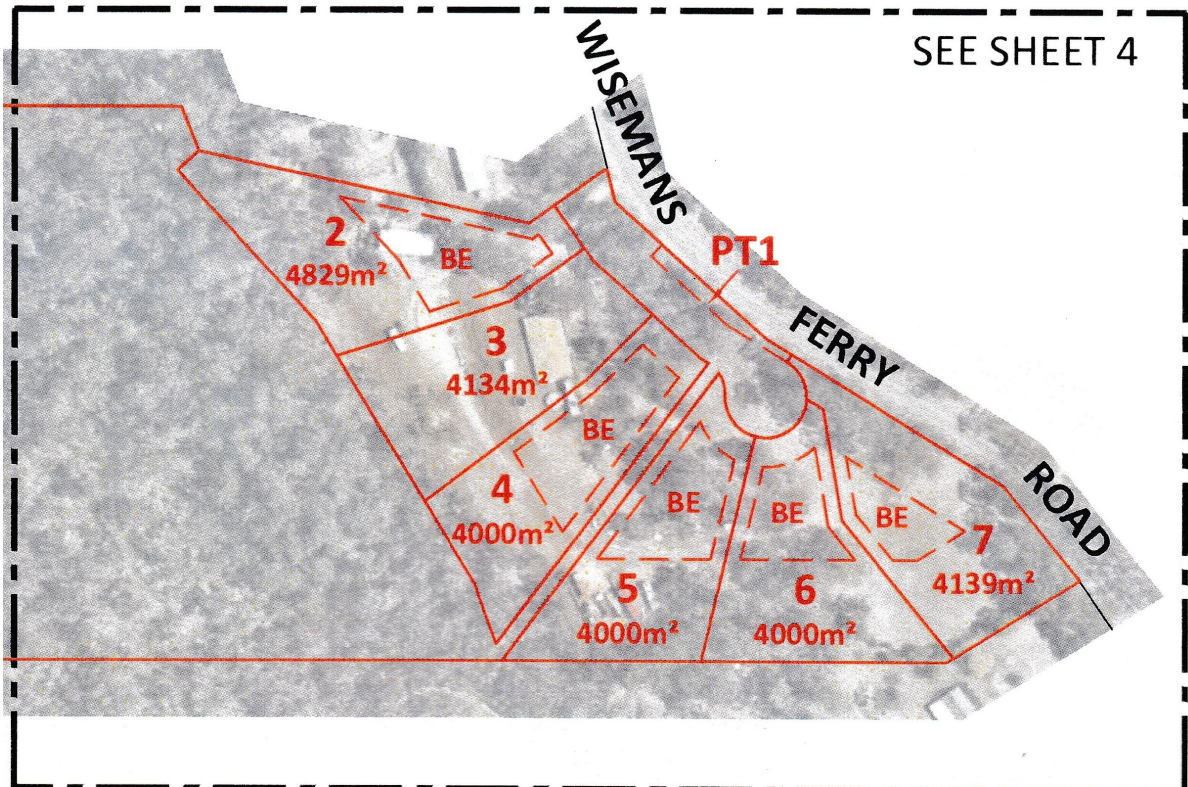 SEE SHEET 4
WISEMANS
FERRY
ROAD
PT1
2
4829m²
BE
3
4134m²
BE
4
4000m²
BE
5
4000m²
BE
6
4000m²
BE
7
4139m²